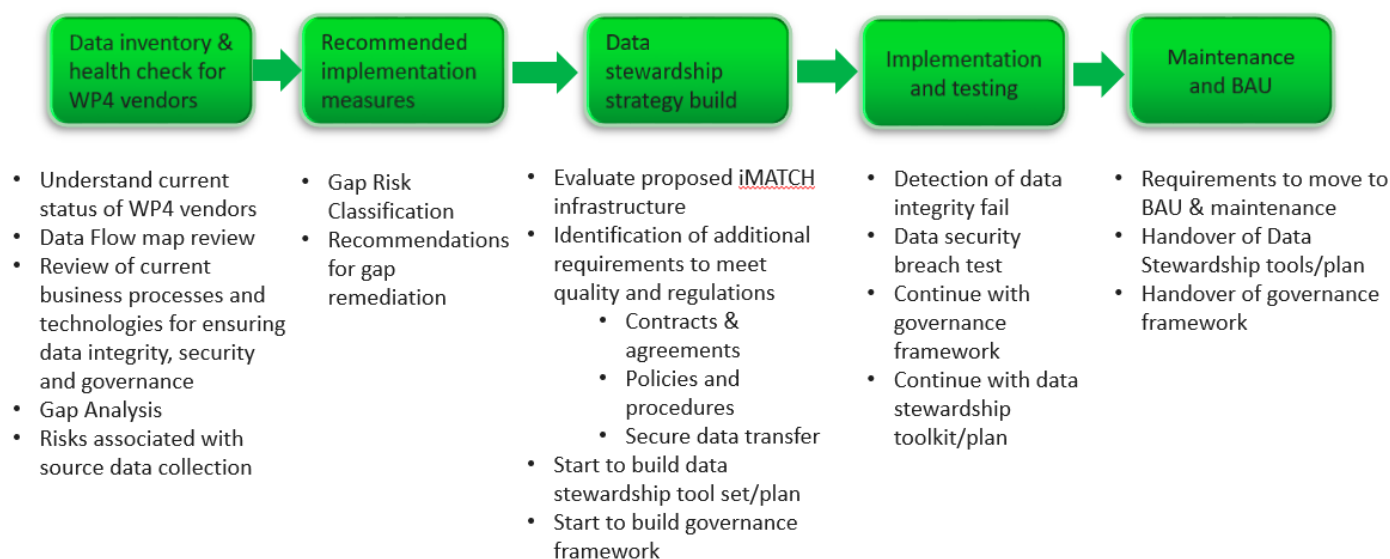 Data inventory &
health check for
WP4 vendors
Recommended
implementation
measures
Data
stewardship
strategy build
Implementation
and testing
Maintenance
and BAU
• Understand current
status of WP4 vendors
• Data Flow map review
• Review of current
business processes and
technologies for ensuring
data integrity, security
and governance
• Gap Analysis
• Risks associated with
source data collection
• Gap Risk
Classification
• Recommendations
for gap
remediation
• Evaluate proposed iMATCH
infrastructure
• Identification of additional
requirements to meet
quality and regulations
• Contracts &
agreements
• Policies and
procedures
• Secure data transfer
• Start to build data
stewardship tool set/plan
• Start to build governance
framework
• Detection of data
integrity fail
• Data security
breach test
• Continue with
governance
framework
• Continue with data
stewardship
toolkit/plan
• Requirements to move to
BAU & maintenance
• Handover of Data
Stewardship tools/plan
• Handover of governance
framework